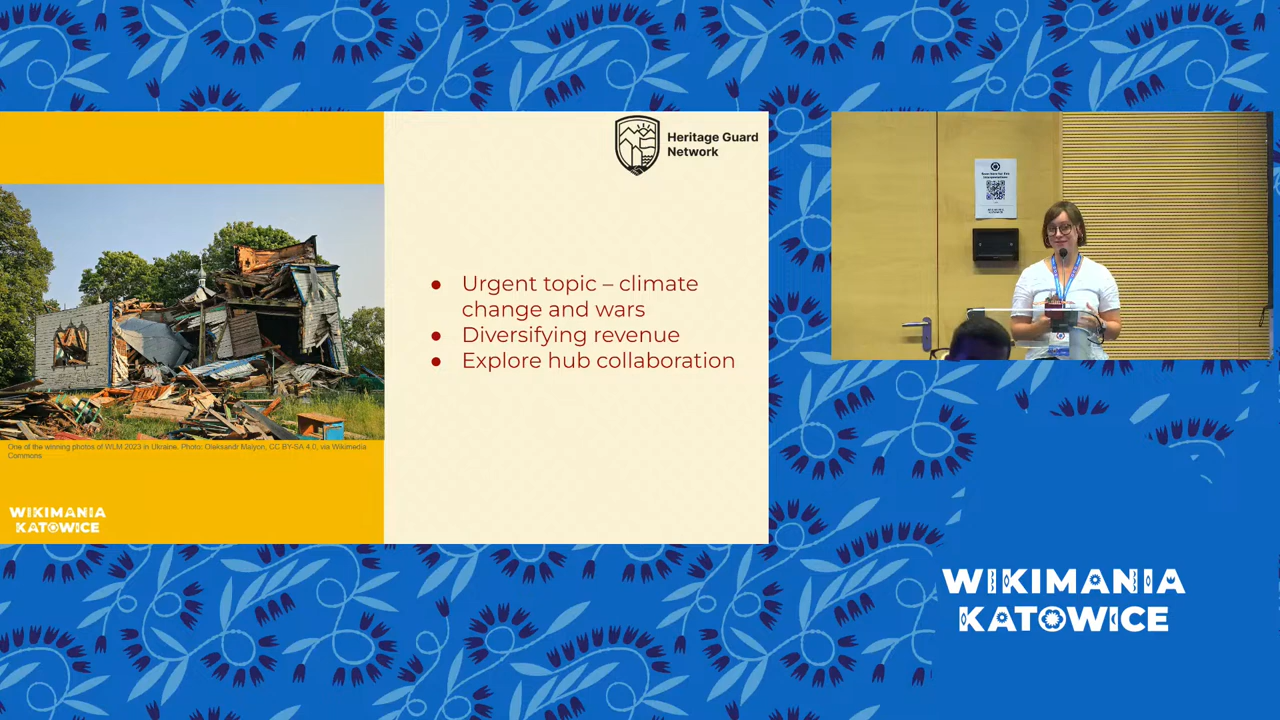 Heritage Guard
Network
● Urgent topic – climate
change and wars
● Diversifying revenue
● Explore hub collaboration
One of the winning photos of WLM 2023 in Ukraine. Photo: Oleksandr Malyon, CC BY-SA 4.0, via Wikimedia
Commons
WIKIMANIA
KATOWICE
WIKIMANIA
KATOWICE